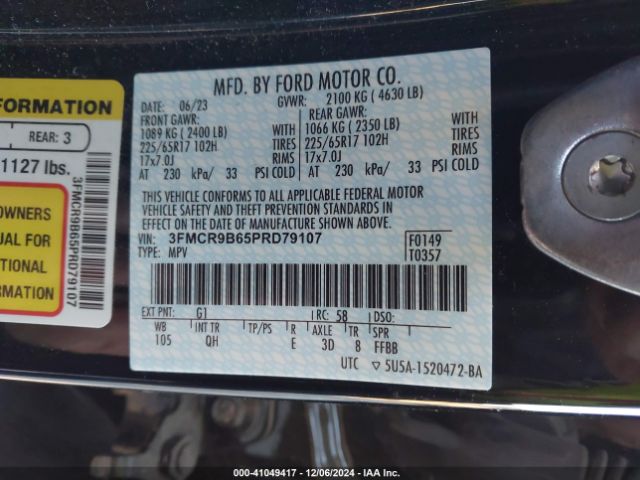 FORMATION
REAR: 3
1127 lbs.
OWNERS
UAL FOR
TIONAL
RMATION
3FMCR9B65PRD79107
MFD. BY FORD MOTOR CO.
DATE: 06/23 GVWR: 2100 KG ( 4630 LB)
FRONT GAWR: REAR GAWR:
1089 KG ( 2400 LB) WITH 1066 KG ( 2350 LB) WITH
225/65R17 102H TIRES 225/65R17 102H TIRES
17x7.0J RIMS 17x7.0J RIMS
AT 230 kPa/ 33 PSI COLD AT 230 kPa/ 33 PSI COLD
THIS VEHICLE CONFORMS TO ALL APPLICABLE FEDERAL MOTOR
VEHICLE SAFETY AND THEFT PREVENTION STANDARDS IN
EFFECT ON THE DATE OF MANUFACTURE SHOWN ABOVE.
VIN: 3FMCR9B65PRD79107 F0149
TYPE: MPV T0357
EXT PNT: G1 RC: 58 DSO:
WB INT TR TP/PS R AXLE TR SPR
105 QH E 3D 8 FFBB
UTC ▽ 5U5A-1520472-BA
000-41049417 - 12/06/2024 - IAA Inc.